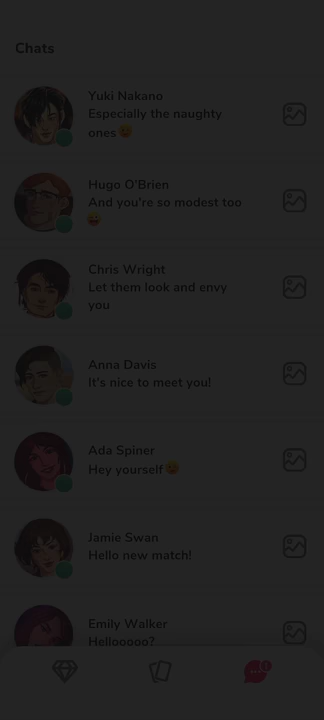 Chats
Yuki Nakano
Especially the naughty
ones😍
Hugo O'Brien
And you're so modest too
😜
Chris Wright
Let them look and envy
you
Anna Davis
It's nice to meet you!
Ada Spiner
Hey yourself😍
Jamie Swan
Hello new match!
Emily Walker
Hellooooo?